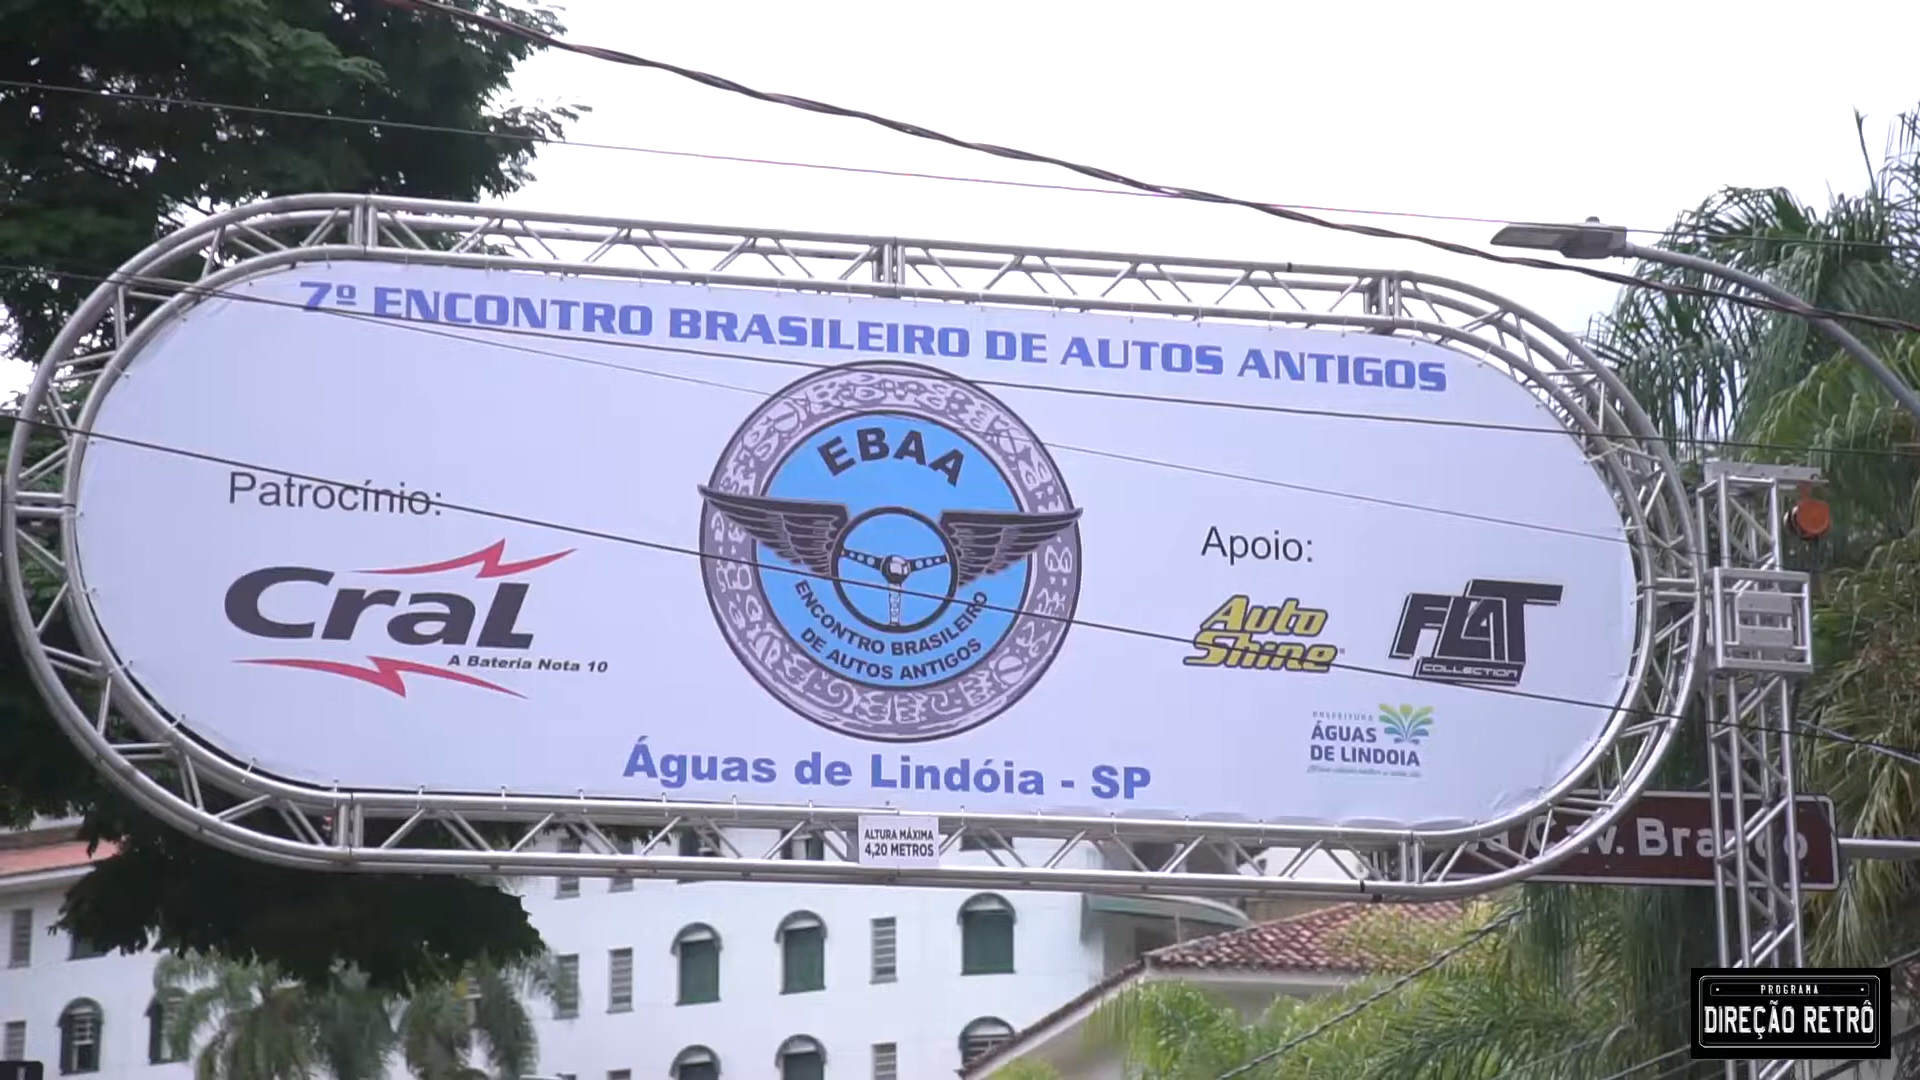 7º ENCONTRO BRASILEIRO DE AUTOS ANTIGOS
EBAA
ENCONTRO BRASILEIRO
DE AUTOS ANTIGOS
Patrocínio:
Cral
A Bateria Nota 10
Apoio:
Auto
Shine
FLAT
COLLECTION
PREFEITURA
ÁGUAS
DE LINDOIA
Águas de Lindóia - SP
ALTURA MÁXIMA
4,20 METROS
Cav. Branco
PROGRAMA
DIREÇÃO RETRÔ